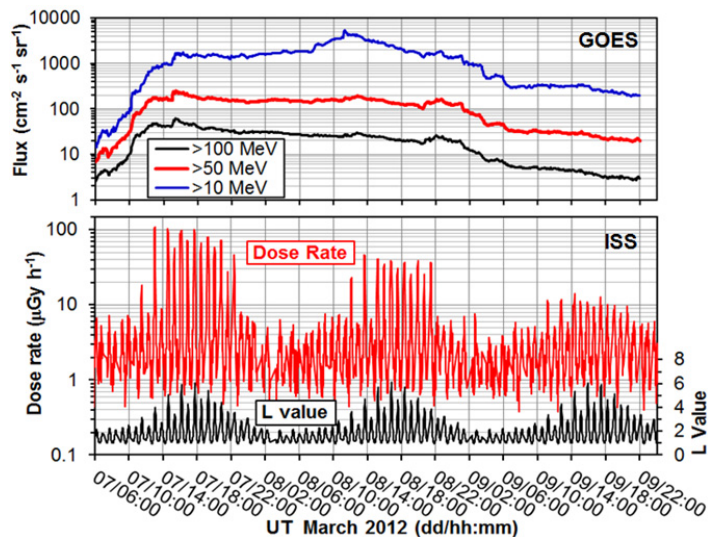 10000
1000
100
10
1
Flux (cm⁻² s⁻¹ sr⁻¹)
GOES
>100 MeV
>50 MeV
>10 MeV
100
10
1
0.1
Dose rate (μGy h⁻¹)
Dose Rate
ISS
L value
8
6
4
2
0
L Value
07/06:00
07/10:00
07/14:00
07/18:00
07/22:00
08/02:00
08/06:00
08/10:00
08/14:00
08/18:00
08/22:00
09/02:00
09/06:00
09/10:00
09/14:00
09/18:00
09/22:00
UT March 2012 (dd/hh:mm)